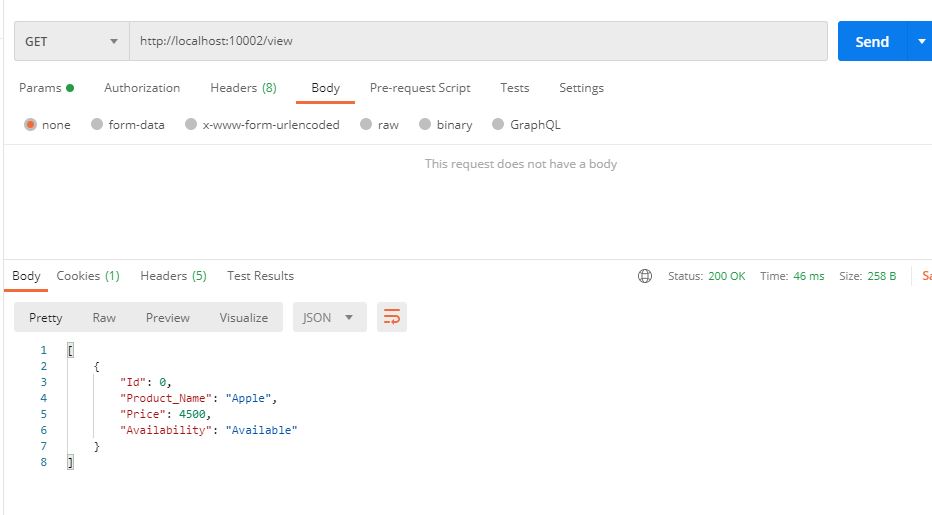 GET http://localhost:10002/view Send
Params Authorization Headers (8) Body Pre-request Script Tests Settings
none form-data x-www-form-urlencoded raw binary GraphQL
This request does not have a body
Body Cookies (1) Headers (5) Test Results Status: 200 OK Time: 46 ms Size: 258 B Sa
Pretty Raw Preview Visualize JSON
1 [
2 {
3 "Id": 0,
4 "Product_Name": "Apple",
5 "Price": 4500,
6 "Availability": "Available"
7 }
8 ]